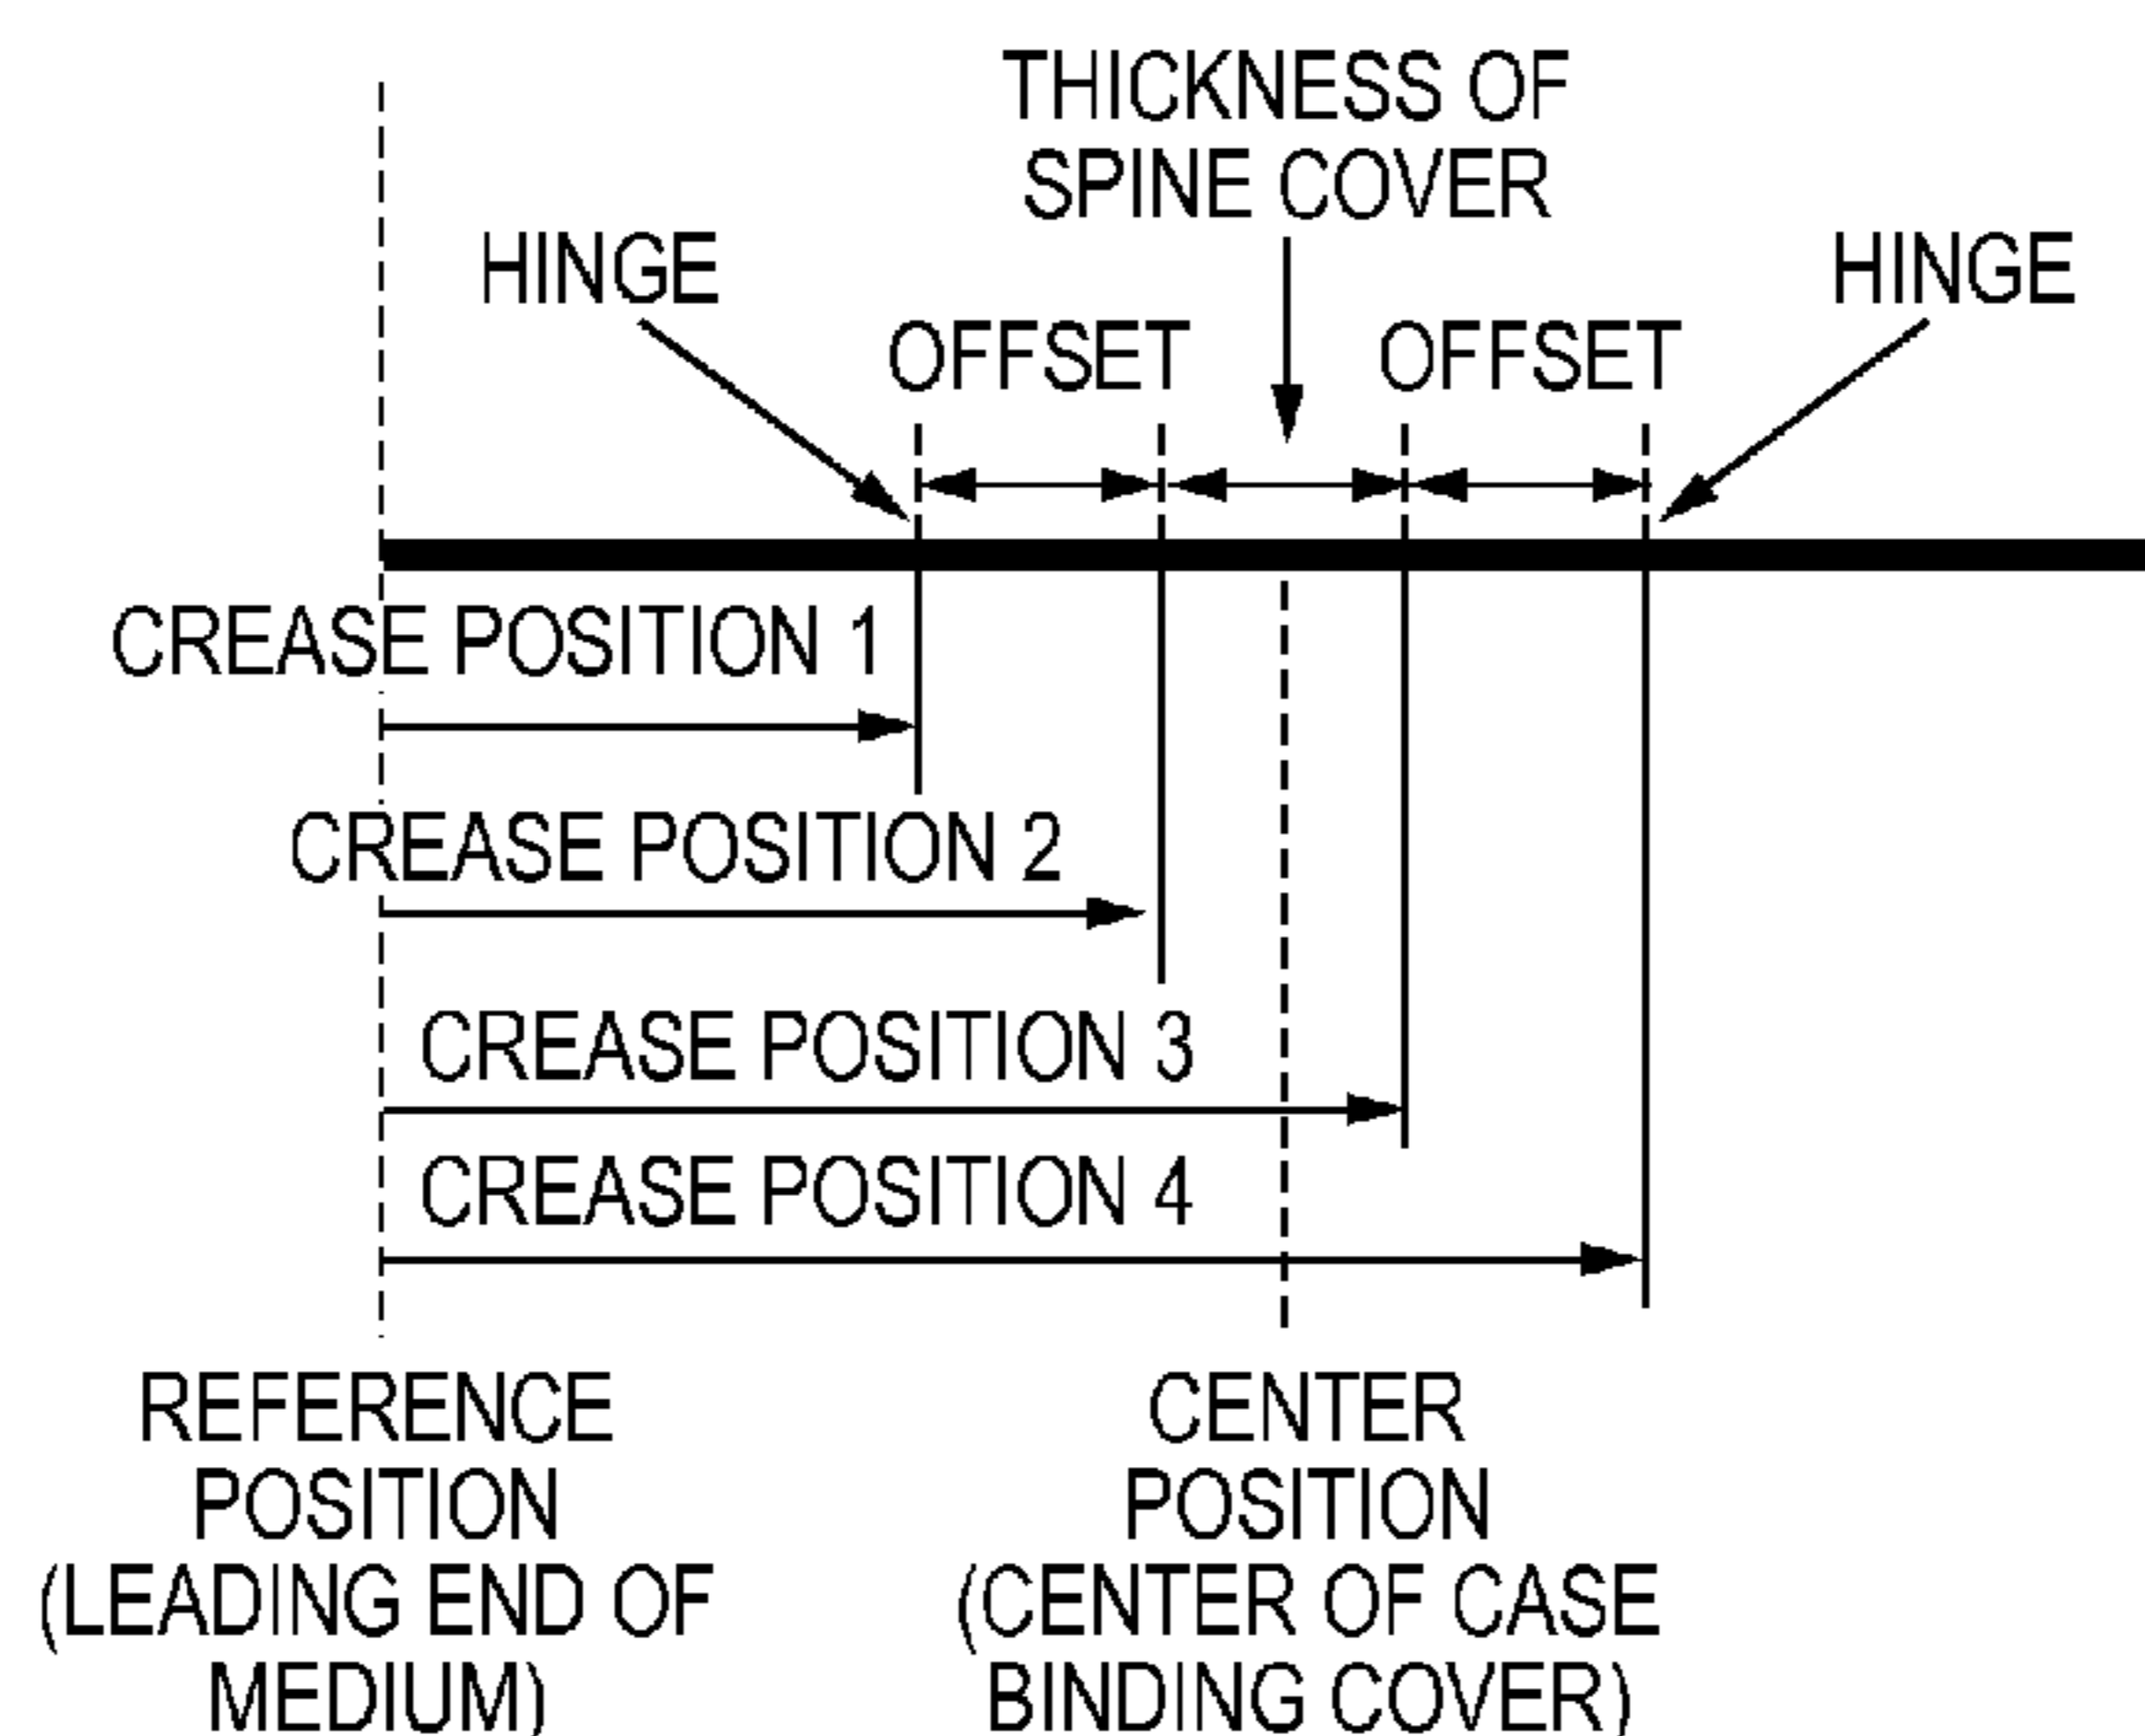 THICKNESS OF
SPINE COVER
HINGE
HINGE
OFFSET
OFFSET
CREASE POSITION 1
CREASE POSITION 2
CREASE POSITION 3
CREASE POSITION 4
REFERENCE
POSITION
(LEADING END OF
MEDIUM)
CENTER
POSITION
(CENTER OF CASE
BINDING COVER)